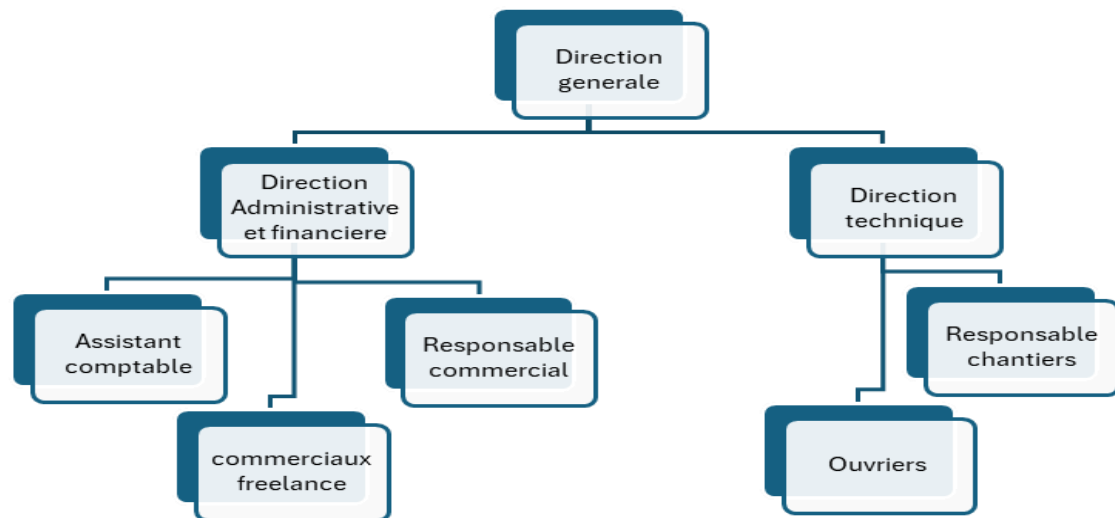 Direction
generale
Direction
Administrative
et financiere
Direction
technique
Assistant
comptable
Responsable
commercial
Responsable
chantiers
commerciaux
freelance
Ouvriers